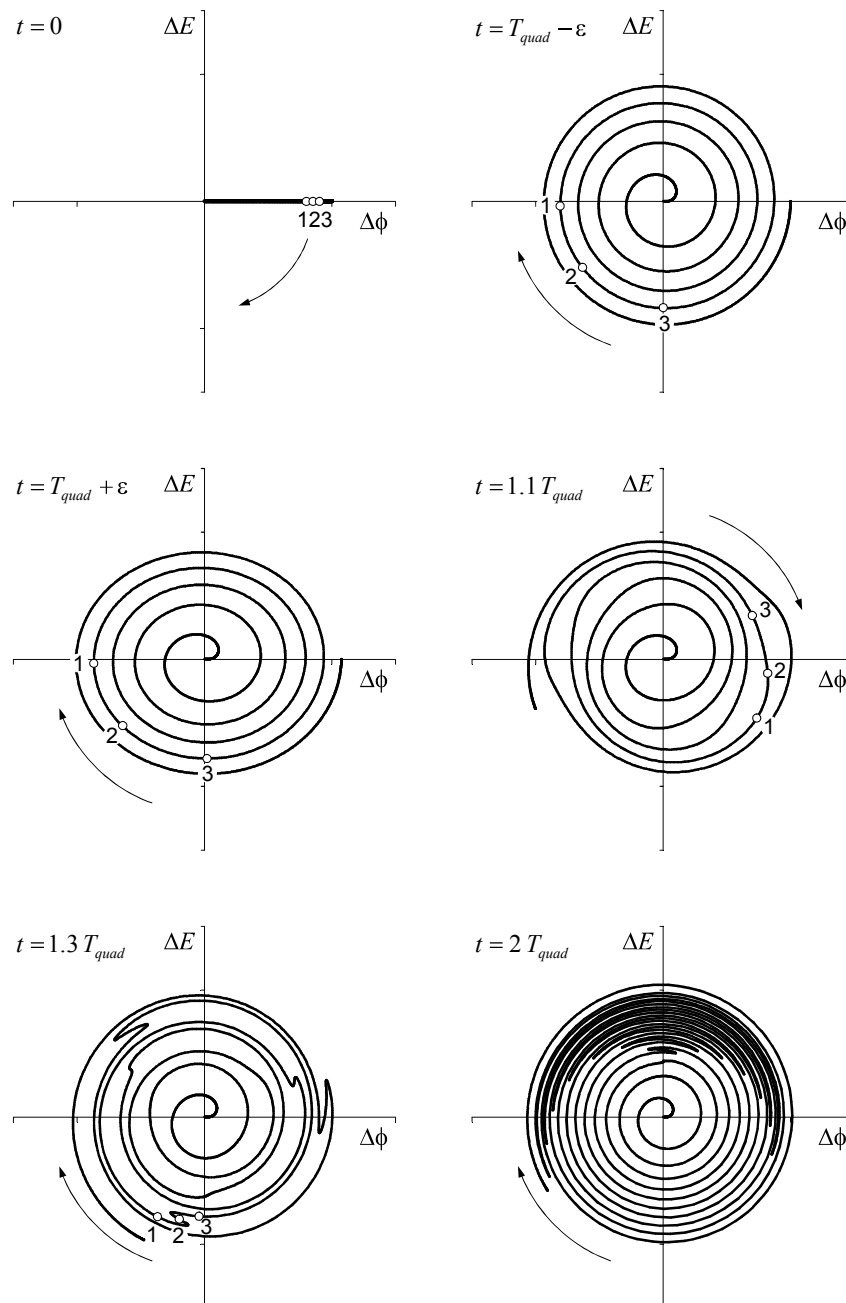 t = 0
ΔE
123
Δϕ
t = T_quad − ε
ΔE
1
2
3
Δϕ
t = T_quad + ε
ΔE
1
2
3
Δϕ
t = 1.1 T_quad
ΔE
3
2
1
Δϕ
t = 1.3 T_quad
ΔE
Δϕ
1
2
3
t = 2 T_quad
ΔE
Δϕ